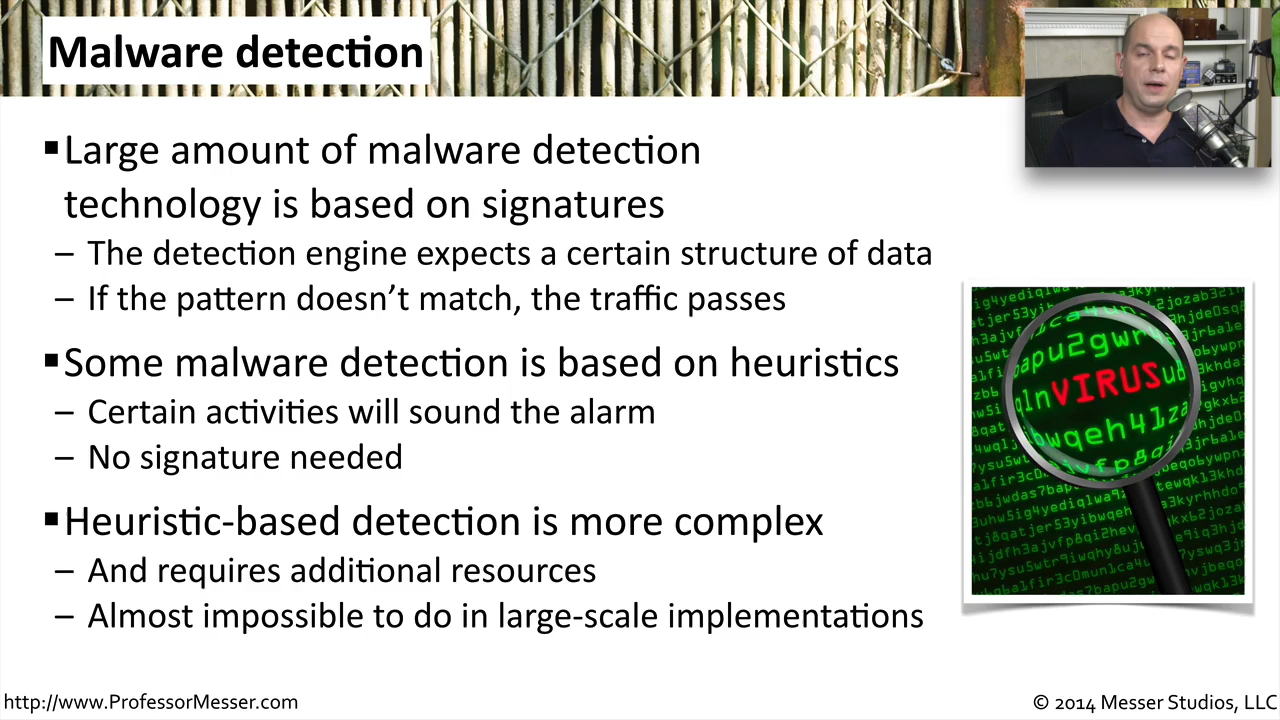 Malware detection
▪Large amount of malware detection
technology is based on signatures
– The detection engine expects a certain structure of data
– If the pattern doesn’t match, the traffic passes
▪Some malware detection is based on heuristics
– Certain activities will sound the alarm
– No signature needed
▪Heuristic-based detection is more complex
– And requires additional resources
– Almost impossible to do in large-scale implementations
VIRUS
http://www.ProfessorMesser.com
© 2014 Messer Studios, LLC